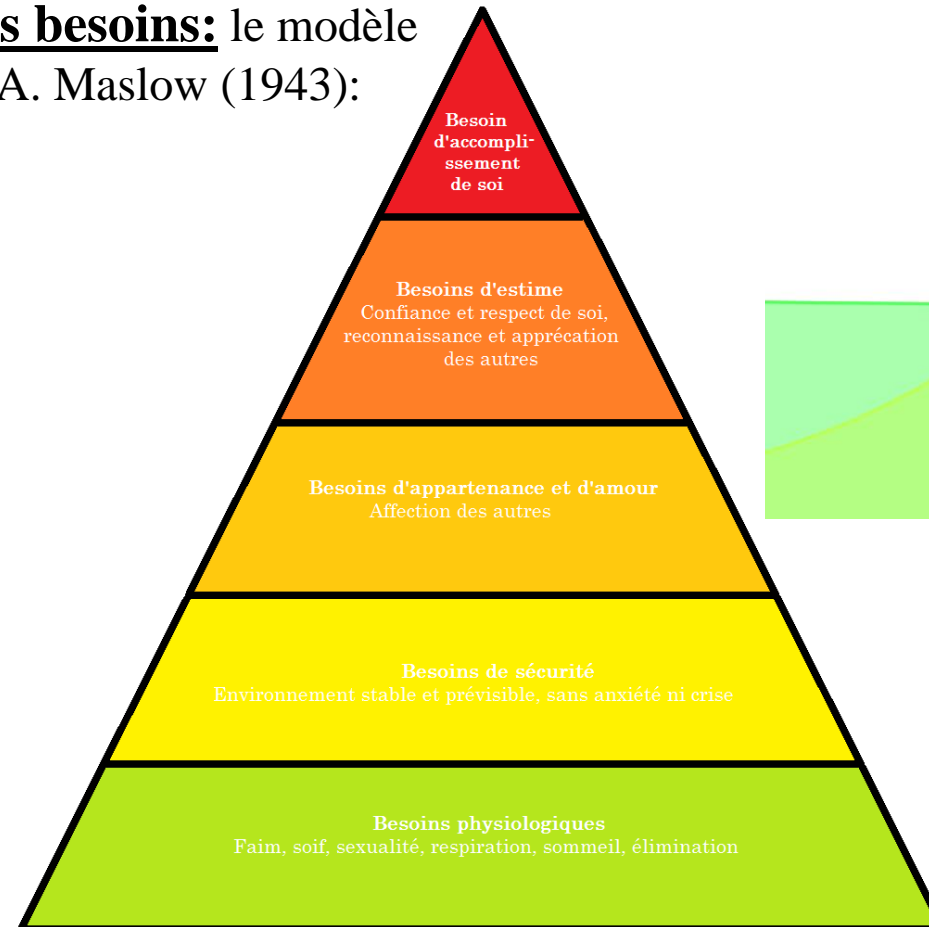 s besoins: le modèle
A. Maslow (1943):
Besoin
d'accompli-
ssement
de soi
Besoins d'estime
Confiance et respect de soi,
reconnaissance et apprécation
des autres
Besoins d'appartenance et d'amour
Affection des autres
Besoins de sécurité
Environnement stable et prévisible, sans anxiété ni crise
Besoins physiologiques
Faim, soif, sexualité, respiration, sommeil, élimination